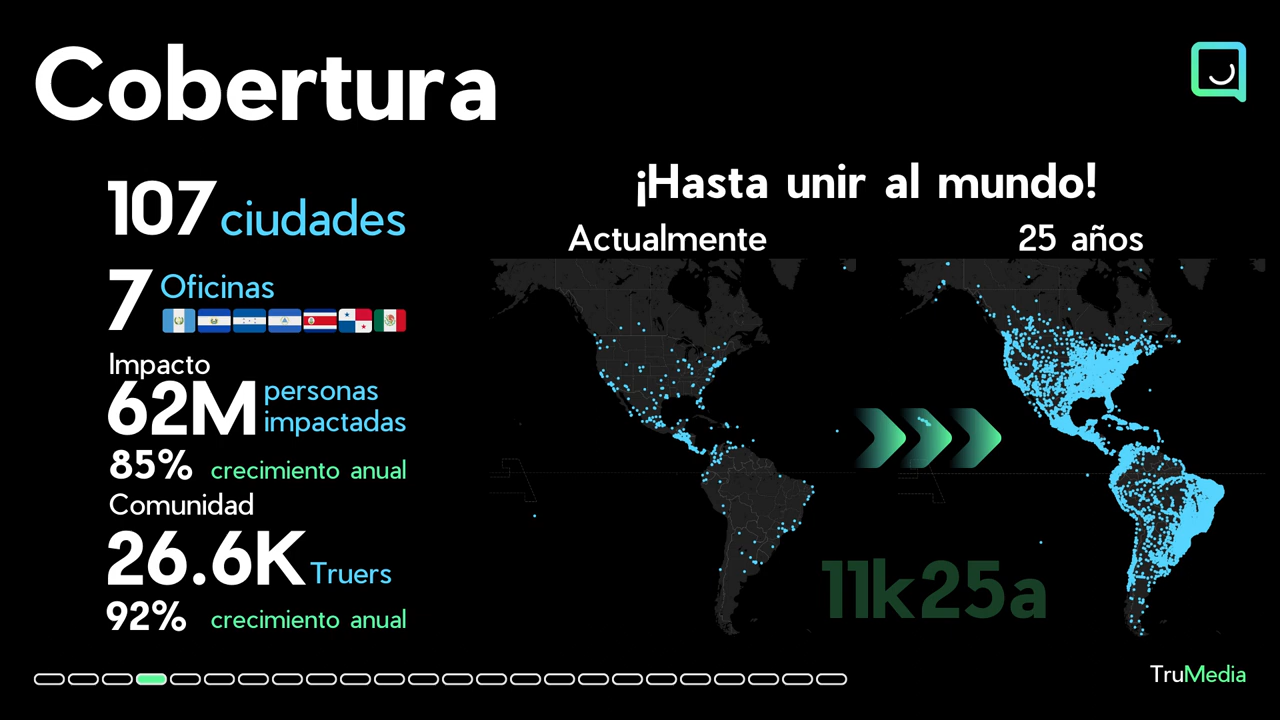 Cobertura
107 ciudades
7 Oficinas
Impacto
62M personas
impactadas
85% crecimiento anual
Comunidad
26.6K Truers
92% crecimiento anual
¡Hasta unir al mundo!
Actualmente
25 años
11k25a
TruMedia